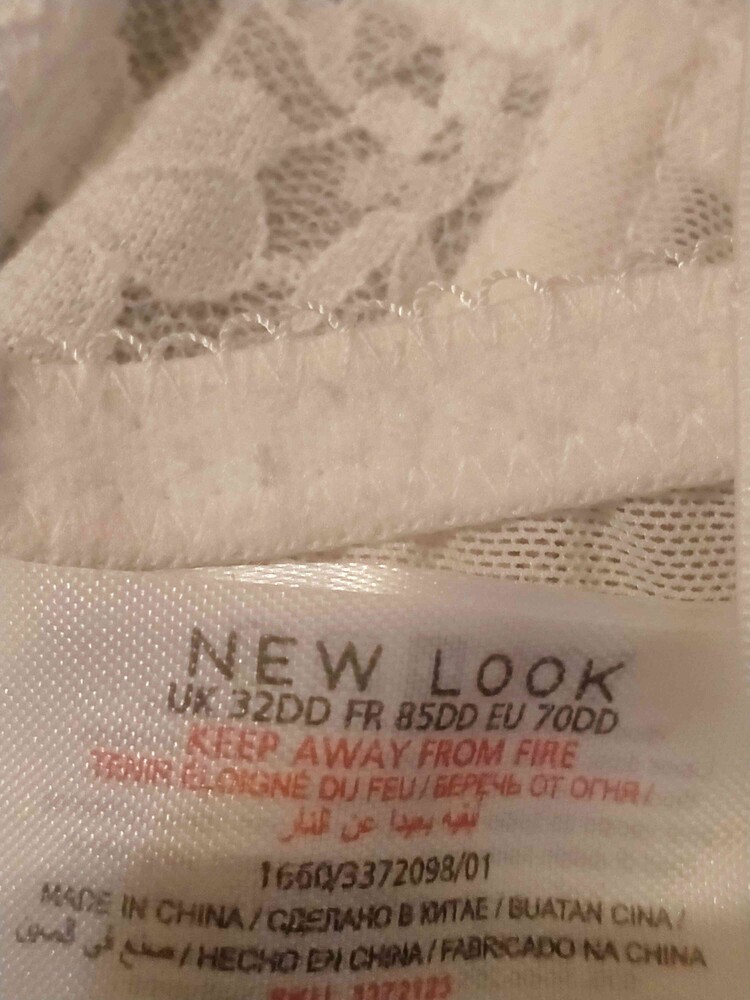 NEW LOOK
UK 32DD FR 85DD EU 70DD
KEEP AWAY FROM FIRE
TENIR ÉLOIGNÉ DU FEU / БЕРЕЧЬ ОТ ОГНЯ /
أبقيه بعيدا عن النار
1660/3372098/01
MADE IN CHINA / СДЕЛАНО В КИТАЕ / BUATAN CINA /
صنع في الصين / HECHO EN CHINA / FABRICADO NA CHINA
3372123